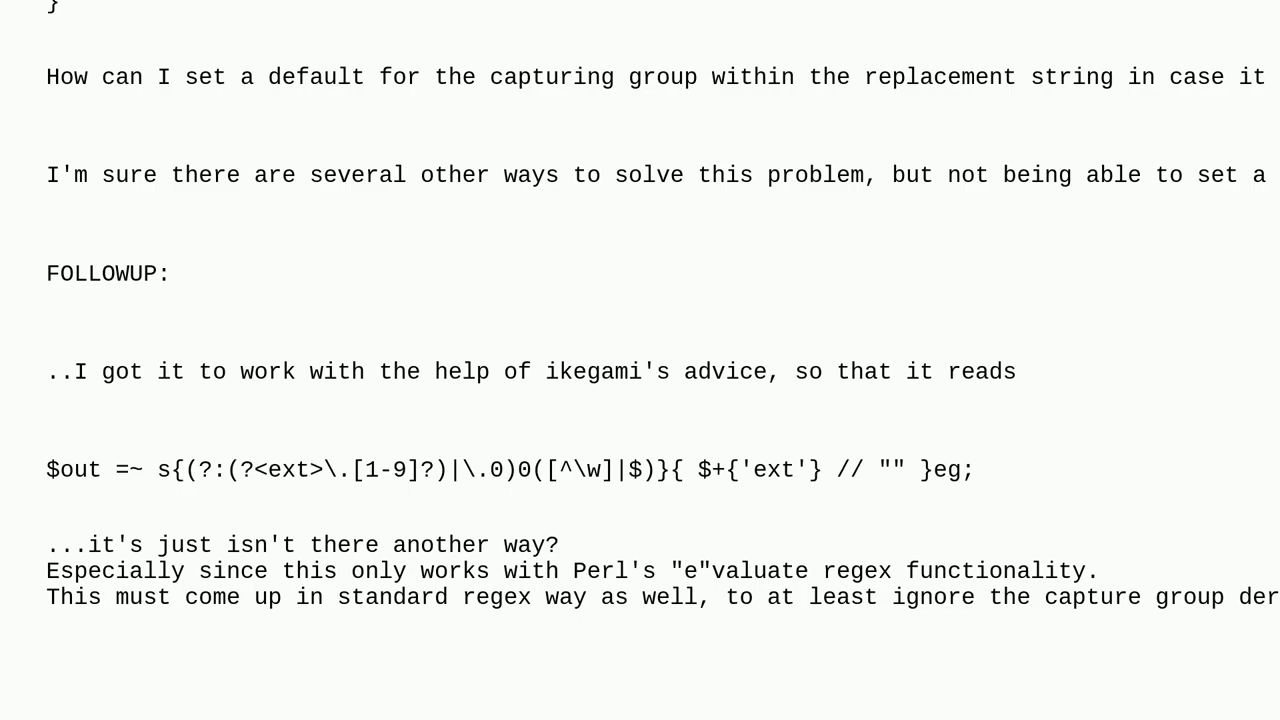 }
How can I set a default for the capturing group within the replacement string in case it
I'm sure there are several other ways to solve this problem, but not being able to set a
FOLLOWUP:
..I got it to work with the help of ikegami's advice, so that it reads
$out =~ s{(?:(?<ext>\.[1-9]?)|\.0)0([^\w]|$)}{ $+{'ext'} // "" }eg;
...it's just isn't there another way?
Especially since this only works with Perl's "e"valuate regex functionality.
This must come up in standard regex way as well, to at least ignore the capture group der